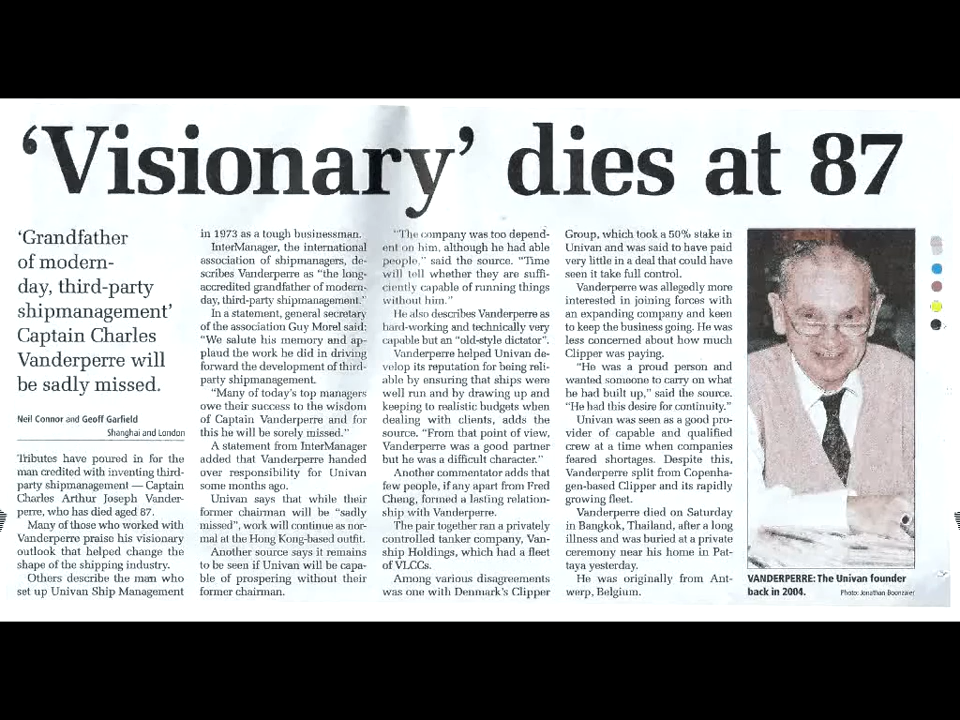 ‘Visionary’ dies at 87
‘Grandfather
of modern-
day, third-party
shipmanagement’
Captain Charles
Vanderperre will
be sadly missed.
Neil Connor and Geoff Garfield
Shanghai and London
Tributes have poured in for the
man credited with inventing third-
party shipmanagement — Captain
Charles Arthur Joseph Vander-
perre, who has died aged 87.
Many of those who worked with
Vanderperre praise his visionary
outlook that helped change the
shape of the shipping industry.
Others describe the man who
set up Univan Ship Management
in 1973 as a tough businessman.
InterManager, the international
association of shipmanagers, de-
scribes Vanderperre as “the long-
accredited grandfather of modern-
day, third-party shipmanagement.”
In a statement, general secretary
of the association Guy Morel said:
“We salute his memory and ap-
plaud the work he did in driving
forward the development of third-
party shipmanagement.
“Many of today’s top managers
owe their success to the wisdom
of Captain Vanderperre and for
this he will be sorely missed.”
A statement from InterManager
added that Vanderperre handed
over responsibility for Univan
some months ago.
Univan says that while their
former chairman will be “sadly
missed”, work will continue as nor-
mal at the Hong Kong-based outfit.
Another source says it remains
to be seen if Univan will be capa-
ble of prospering without their
former chairman.
“The company was too depend-
ent on him, although he had able
people,” said the source. “Time
will tell whether they are suffi-
ciently capable of running things
without him.”
He also describes Vanderperre as
hard-working and technically very
capable but an “old-style dictator”.
Vanderperre helped Univan de-
velop its reputation for being reli-
able by ensuring that ships were
well run and by drawing up and
keeping to realistic budgets when
dealing with clients, adds the
source. “From that point of view,
Vanderperre was a good partner
but he was a difficult character.”
Another commentator adds that
few people, if any apart from Fred
Cheng, formed a lasting relation-
ship with Vanderperre.
The pair together ran a privately
controlled tanker company, Van-
ship Holdings, which had a fleet
of VLCCs.
Among various disagreements
was one with Denmark’s Clipper
Group, which took a 50% stake in
Univan and was said to have paid
very little in a deal that could have
seen it take full control.
Vanderperre was allegedly more
interested in joining forces with
an expanding company and keen
to keep the business going. He was
less concerned about how much
Clipper was paying.
“He was a proud person and
wanted someone to carry on what
he had built up,” said the source.
“He had this desire for continuity.”
Univan was seen as a good pro-
vider of capable and qualified
crew at a time when companies
feared shortages. Despite this,
Vanderperre split from Copenha-
gen-based Clipper and its rapidly
growing fleet.
Vanderperre died on Saturday
in Bangkok, Thailand, after a long
illness and was buried at a private
ceremony near his home in Pat-
taya yesterday.
He was originally from Ant-
werp, Belgium.
VANDERPERRE: The Univan founder
back in 2004.
Photo: Jonathan Boonzaier